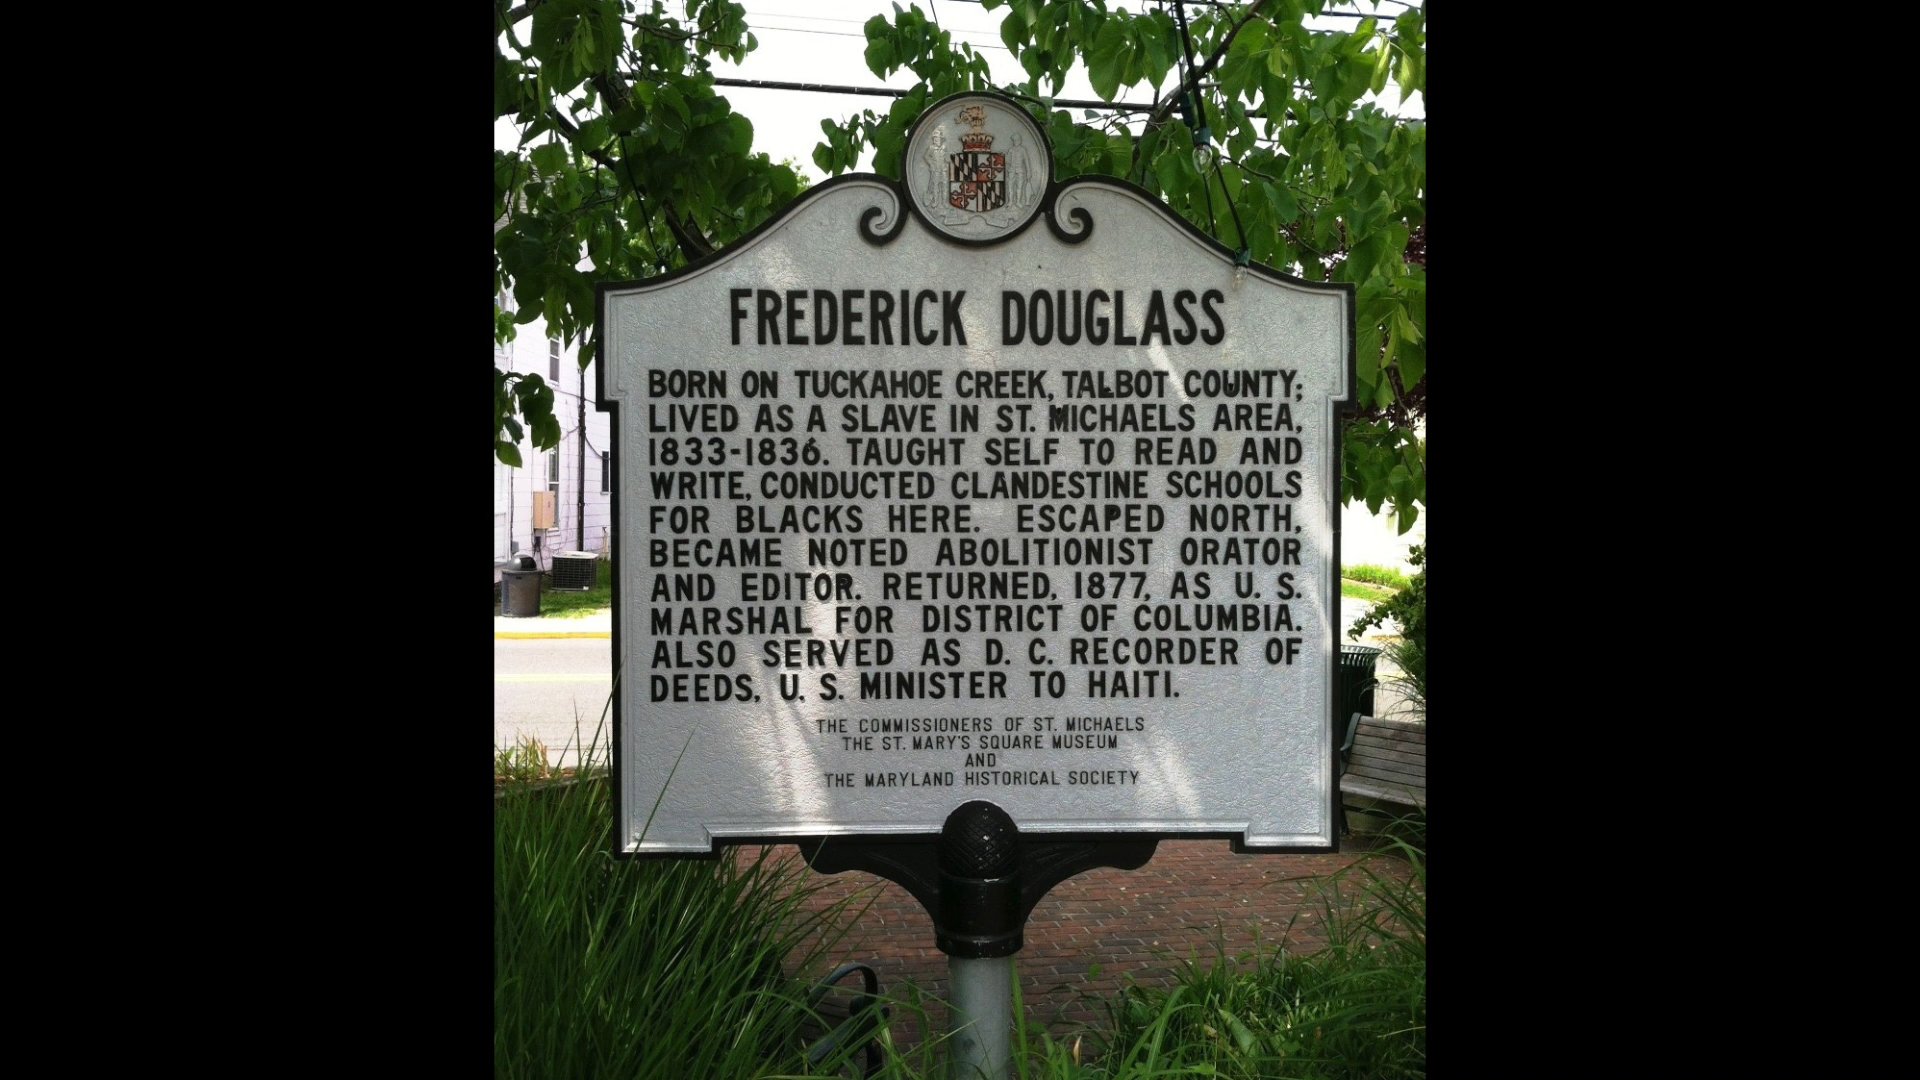 FREDERICK DOUGLASS
BORN ON TUCKAHOE CREEK, TALBOT COUNTY;
LIVED AS A SLAVE IN ST. MICHAELS AREA,
1833-1836. TAUGHT SELF TO READ AND
WRITE, CONDUCTED CLANDESTINE SCHOOLS
FOR BLACKS HERE. ESCAPED NORTH,
BECAME NOTED ABOLITIONIST ORATOR
AND EDITOR. RETURNED, 1877, AS U. S.
MARSHAL FOR DISTRICT OF COLUMBIA.
ALSO SERVED AS D. C. RECORDER OF
DEEDS, U. S. MINISTER TO HAITI.
THE COMMISSIONERS OF ST. MICHAELS
THE ST. MARY'S SQUARE MUSEUM
AND
THE MARYLAND HISTORICAL SOCIETY